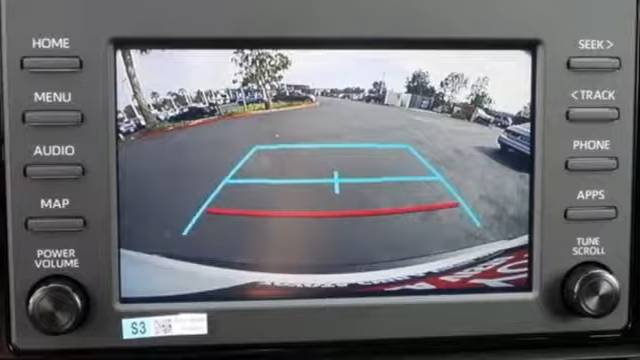 HOME
MENU
AUDIO
MAP
POWER
VOLUME
SEEK >
< TRACK
PHONE
APPS
TUNE
SCROLL
S3